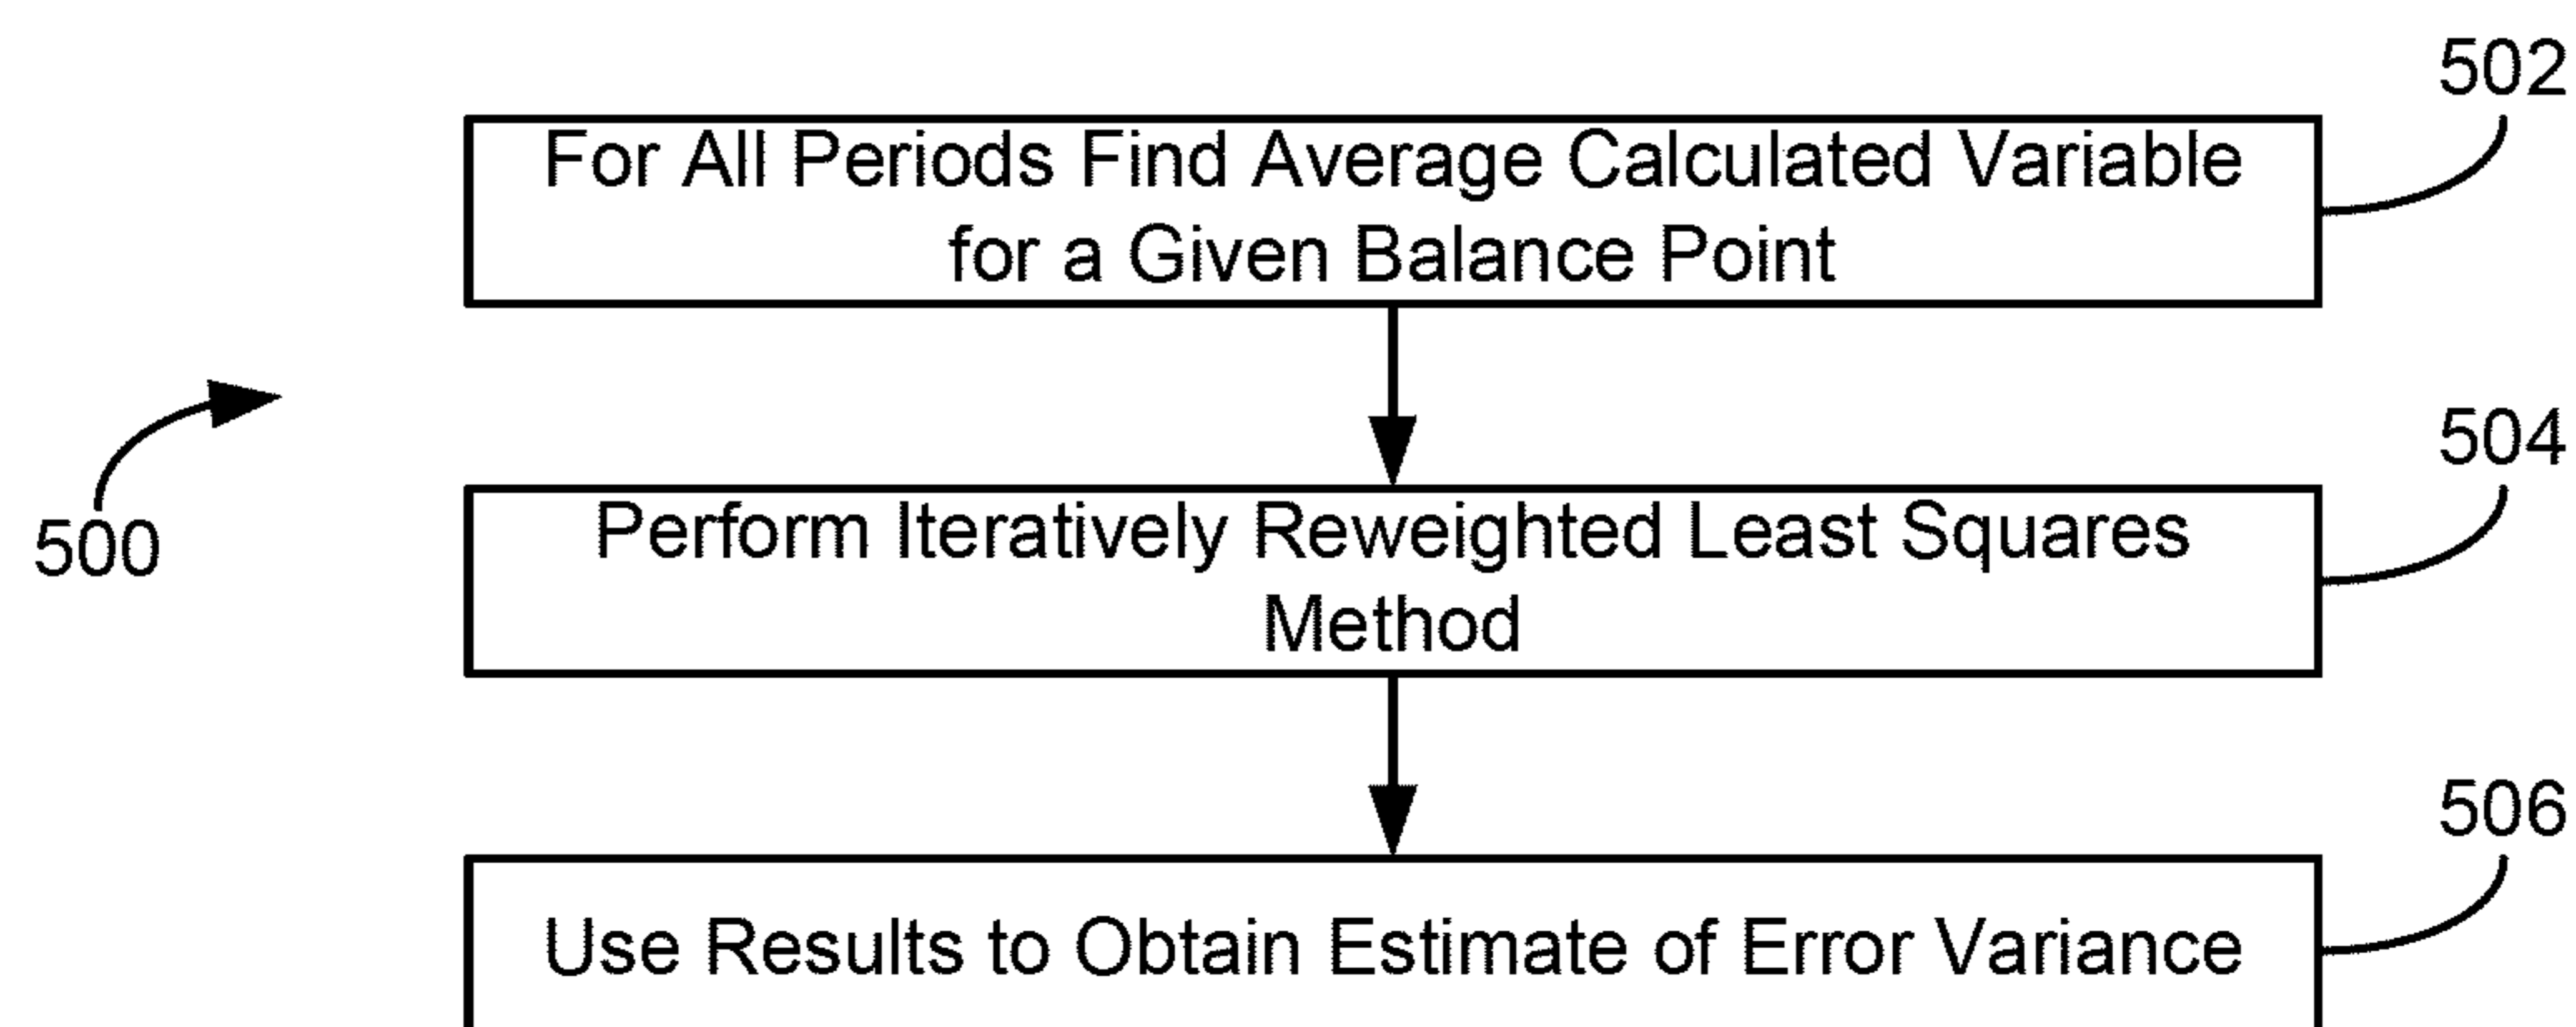 502
For All Periods Find Average Calculated Variable
for a Given Balance Point
504
500
Perform Iteratively Reweighted Least Squares
Method
506
Use Results to Obtain Estimate of Error Variance